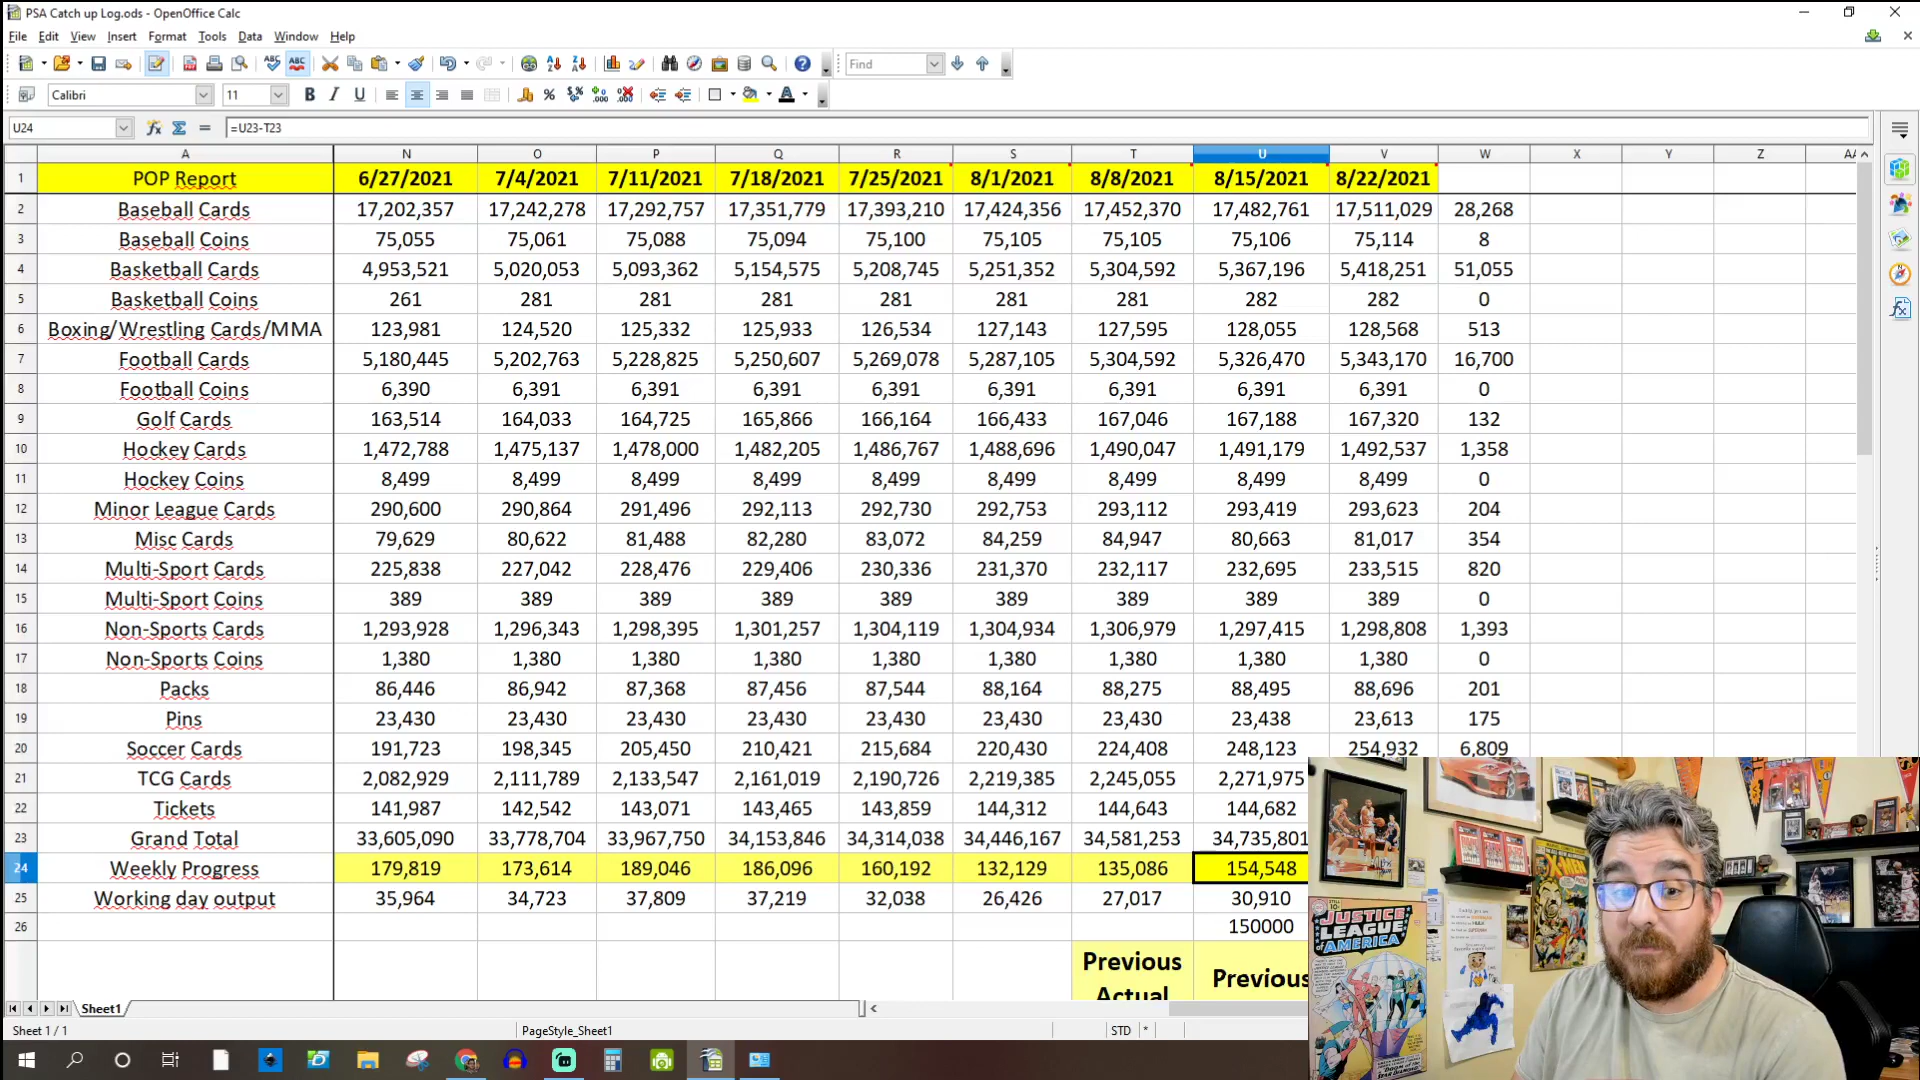 PSA Catch up Log.ods - OpenOffice Calc
File Edit View Insert Format Tools Data Window Help
Find
Calibri 11
U24 =U23-T23
A N O P Q R S T U V W X Y Z AA
1 POP Report 6/27/2021 7/4/2021 7/11/2021 7/18/2021 7/25/2021 8/1/2021 8/8/2021 8/15/2021 8/22/2021
2 Baseball Cards 17,202,357 17,242,278 17,292,757 17,351,779 17,393,210 17,424,356 17,452,370 17,482,761 17,511,029 28,268
3 Baseball Coins 75,055 75,061 75,088 75,094 75,100 75,105 75,105 75,106 75,114 8
4 Basketball Cards 4,953,521 5,020,053 5,093,362 5,154,575 5,208,745 5,251,352 5,304,592 5,367,196 5,418,251 51,055
5 Basketball Coins 261 281 281 281 281 281 281 282 282 0
6 Boxing/Wrestling Cards/MMA 123,981 124,520 125,332 125,933 126,534 127,143 127,595 128,055 128,568 513
7 Football Cards 5,180,445 5,202,763 5,228,825 5,250,607 5,269,078 5,287,105 5,304,592 5,326,470 5,343,170 16,700
8 Football Coins 6,390 6,391 6,391 6,391 6,391 6,391 6,391 6,391 6,391 0
9 Golf Cards 163,514 164,033 164,725 165,866 166,164 166,433 167,046 167,188 167,320 132
10 Hockey Cards 1,472,788 1,475,137 1,478,000 1,482,205 1,486,767 1,488,696 1,490,047 1,491,179 1,492,537 1,358
11 Hockey Coins 8,499 8,499 8,499 8,499 8,499 8,499 8,499 8,499 8,499 0
12 Minor League Cards 290,600 290,864 291,496 292,113 292,730 292,753 293,112 293,419 293,623 204
13 Misc Cards 79,629 80,622 81,488 82,280 83,072 84,259 84,947 80,663 81,017 354
14 Multi-Sport Cards 225,838 227,042 228,476 229,406 230,336 231,370 232,117 232,695 233,515 820
15 Multi-Sport Coins 389 389 389 389 389 389 389 389 389 0
16 Non-Sports Cards 1,293,928 1,296,343 1,298,395 1,301,257 1,304,119 1,304,934 1,306,979 1,297,415 1,298,808 1,393
17 Non-Sports Coins 1,380 1,380 1,380 1,380 1,380 1,380 1,380 1,380 1,380 0
18 Packs 86,446 86,942 87,368 87,456 87,544 88,164 88,275 88,495 88,696 201
19 Pins 23,430 23,430 23,430 23,430 23,430 23,430 23,430 23,438 23,613 175
20 Soccer Cards 191,723 198,345 205,450 210,421 215,684 220,430 224,408 248,123 254,932 6,809
21 TCG Cards 2,082,929 2,111,789 2,133,547 2,161,019 2,190,726 2,219,385 2,245,055 2,271,975
22 Tickets 141,987 142,542 143,071 143,465 143,859 144,312 144,643 144,682
23 Grand Total 33,605,090 33,778,704 33,967,750 34,153,846 34,314,038 34,446,167 34,581,253 34,735,801
24 Weekly Progress 179,819 173,614 189,046 186,096 160,192 132,129 135,086 154,548
25 Working day output 35,964 34,723 37,809 37,219 32,038 26,426 27,017 30,910
26 150000
Previous Actual
Previous
JUSTICE LEAGUE of AMERICA
X-MEN
Sheet1
Sheet 1 / 1 PageStyle_Sheet1 STD *